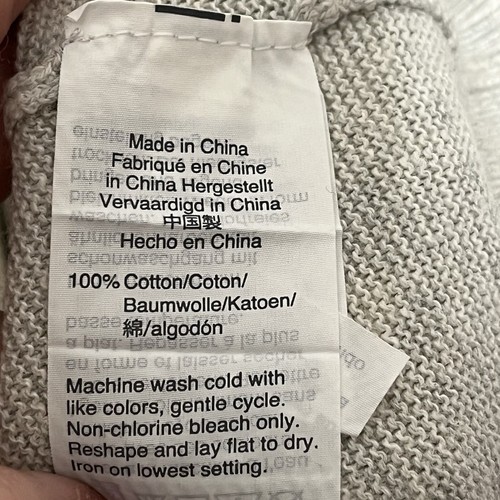 Made in China
Fabriqué en Chine
in China Hergestellt
Vervaardigd in China
中国製
Hecho en China
100% Cotton/Coton/
Baumwolle/Katoen/
綿/algodón
Machine wash cold with
like colors, gentle cycle.
Non-chlorine bleach only.
Reshape and lay flat to dry.
Iron on lowest setting.